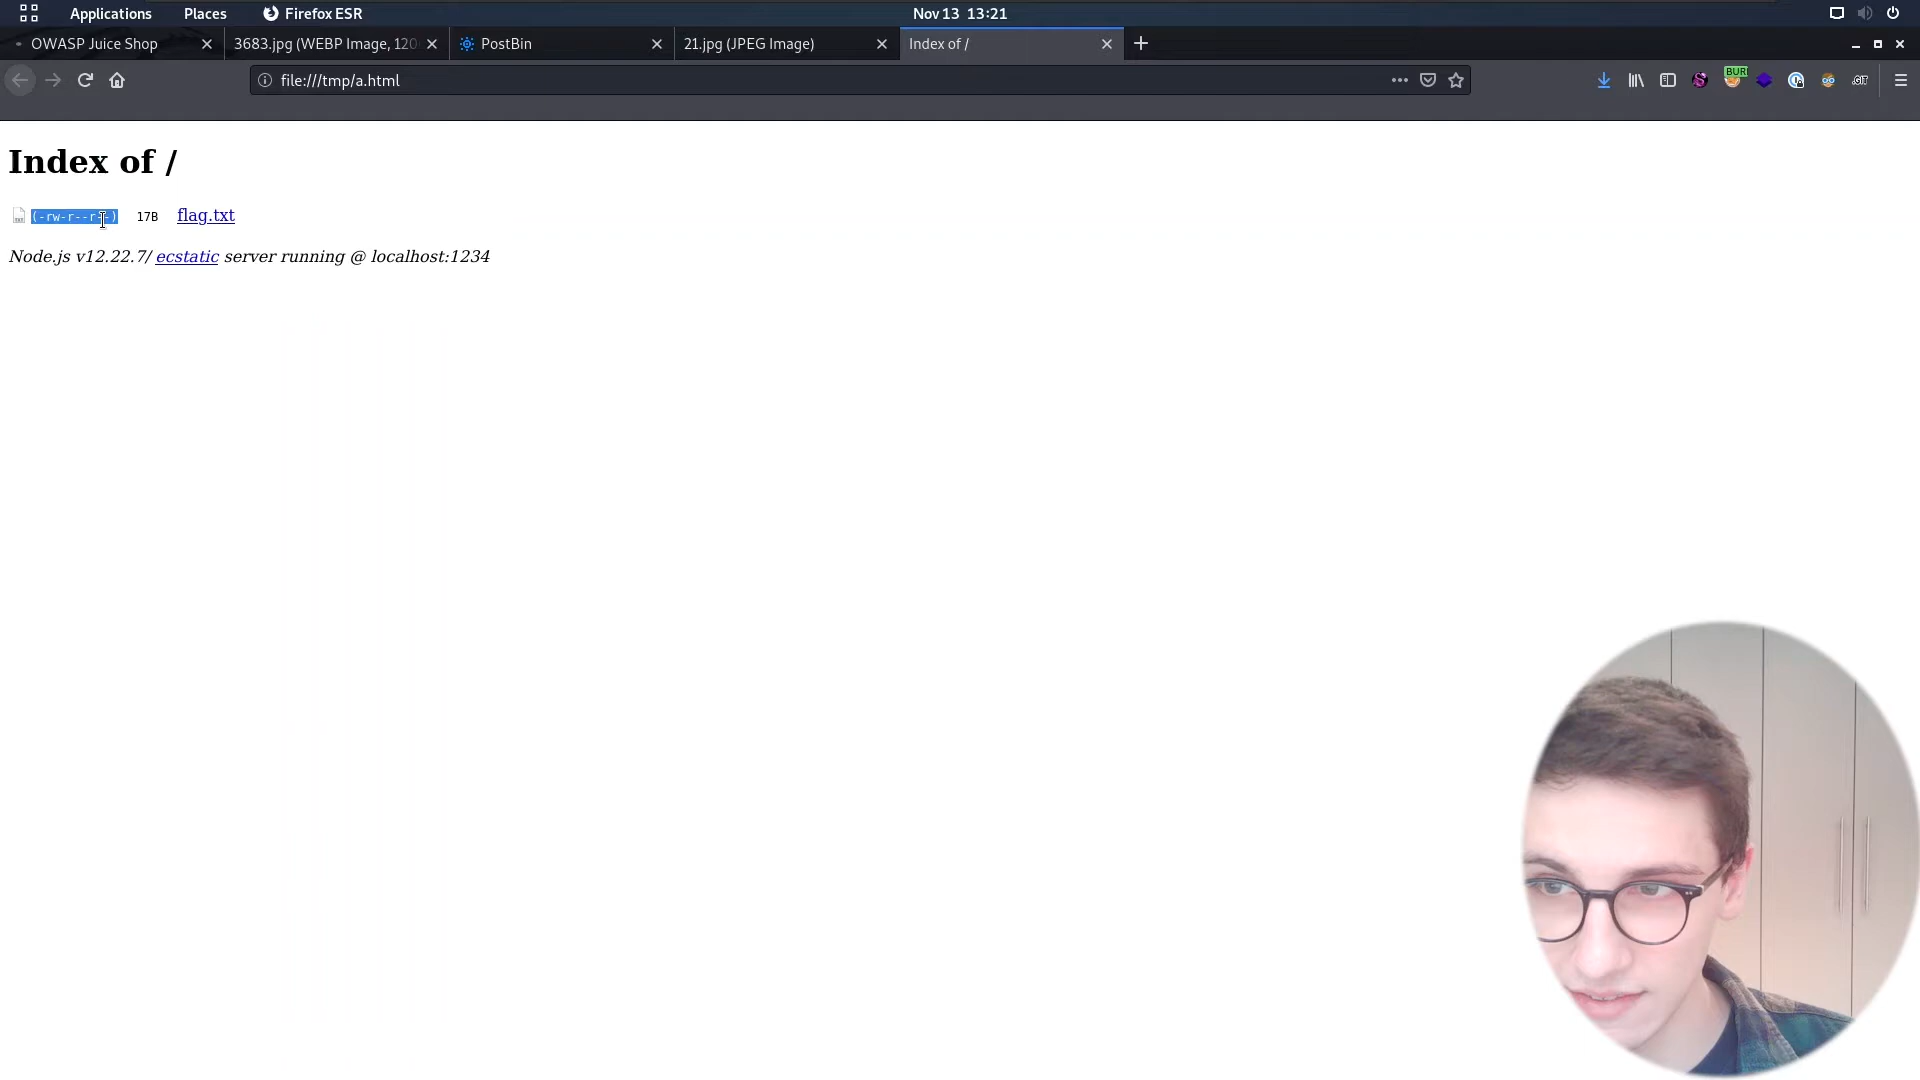 Applications Places Firefox ESR Nov 13 13:21
OWASP Juice Shop 3683.jpg (WEBP Image, 120 PostBin 21.jpg (JPEG Image) Index of /
file:///tmp/a.html BUR .GIT
Index of /
(-rw-r--r--) 17B flag.txt
Node.js v12.22.7/ ecstatic server running @ localhost:1234